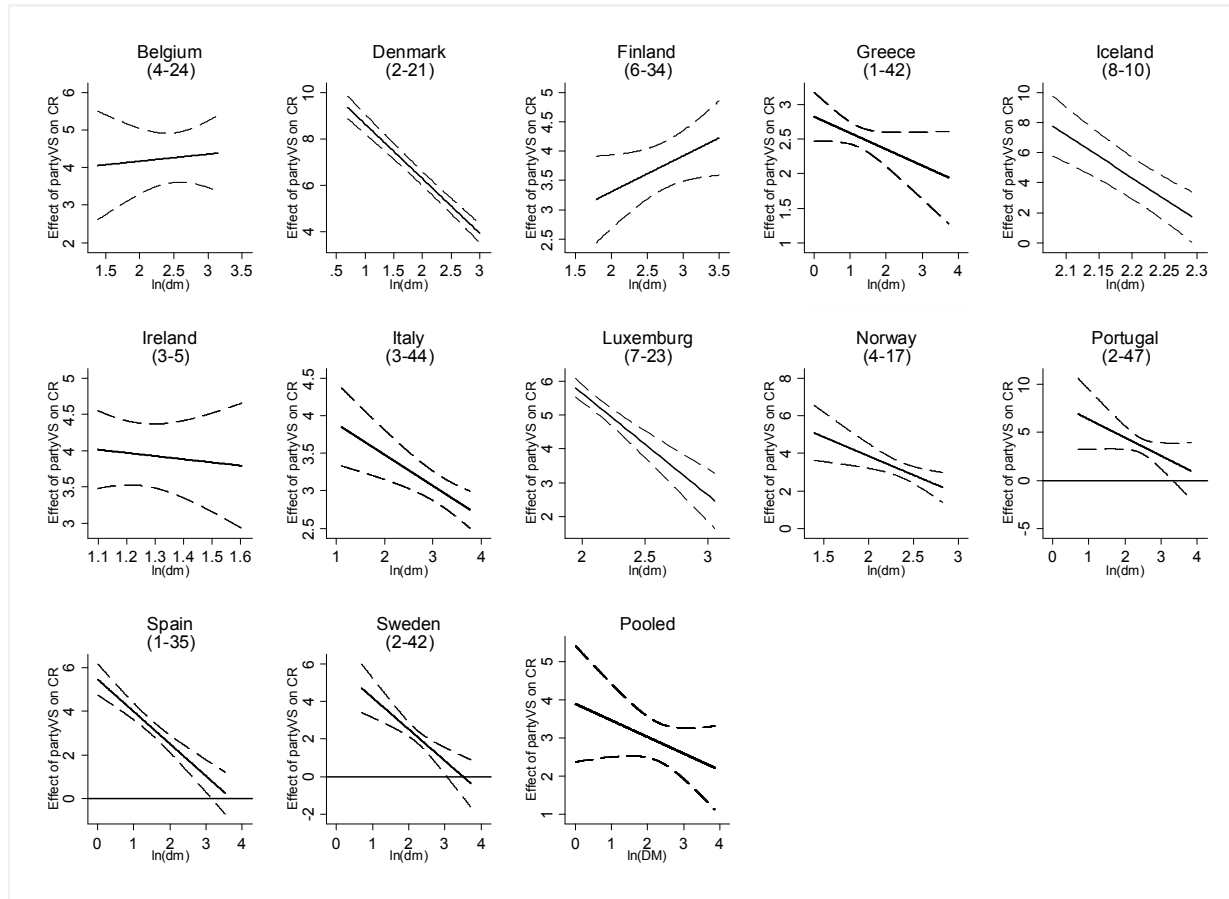 Belgium
(4-24)
Effect of partyVS on CR
6
5
4
3
2
1.5 2 2.5 3 3.5
ln(dm)
Denmark
(2-21)
Effect of partyVS on CR
10
8
6
4
.5 1 1.5 2 2.5 3
ln(dm)
Finland
(6-34)
Effect of partyVS on CR
5
4.5
4
3.5
3
2.5
1.5 2 2.5 3 3.5
ln(dm)
Greece
(1-42)
Effect of partyVS on CR
3
2.5
2
1.5
1
0 1 2 3 4
ln(dm)
Iceland
(8-10)
Effect of partyVS on CR
10
8
6
4
2
0
2.1 2.15 2.2 2.25 2.3
ln(dm)
Ireland
(3-5)
Effect of partyVS on CR
5
4.5
4
3.5
3
1.1 1.2 1.3 1.4 1.5 1.6
ln(dm)
Italy
(3-44)
Effect of partyVS on CR
4.5
4
3.5
3
2.5
1 2 3 4
ln(dm)
Luxemburg
(7-23)
Effect of partyVS on CR
6
5
4
3
2
2 2.5 3
ln(dm)
Norway
(4-17)
Effect of partyVS on CR
8
6
4
2
0
1.5 2 2.5 3
ln(dm)
Portugal
(2-47)
Effect of partyVS on CR
10
5
0
-5
0 1 2 3 4
ln(dm)
Spain
(1-35)
Effect of partyVS on CR
6
4
2
0
0 1 2 3 4
ln(dm)
Sweden
(2-42)
Effect of partyVS on CR
6
4
2
0
-2
0 1 2 3 4
ln(dm)
Pooled
Effect of partyVS on CR
5
4
3
2
1
0 1 2 3 4
ln(DM)